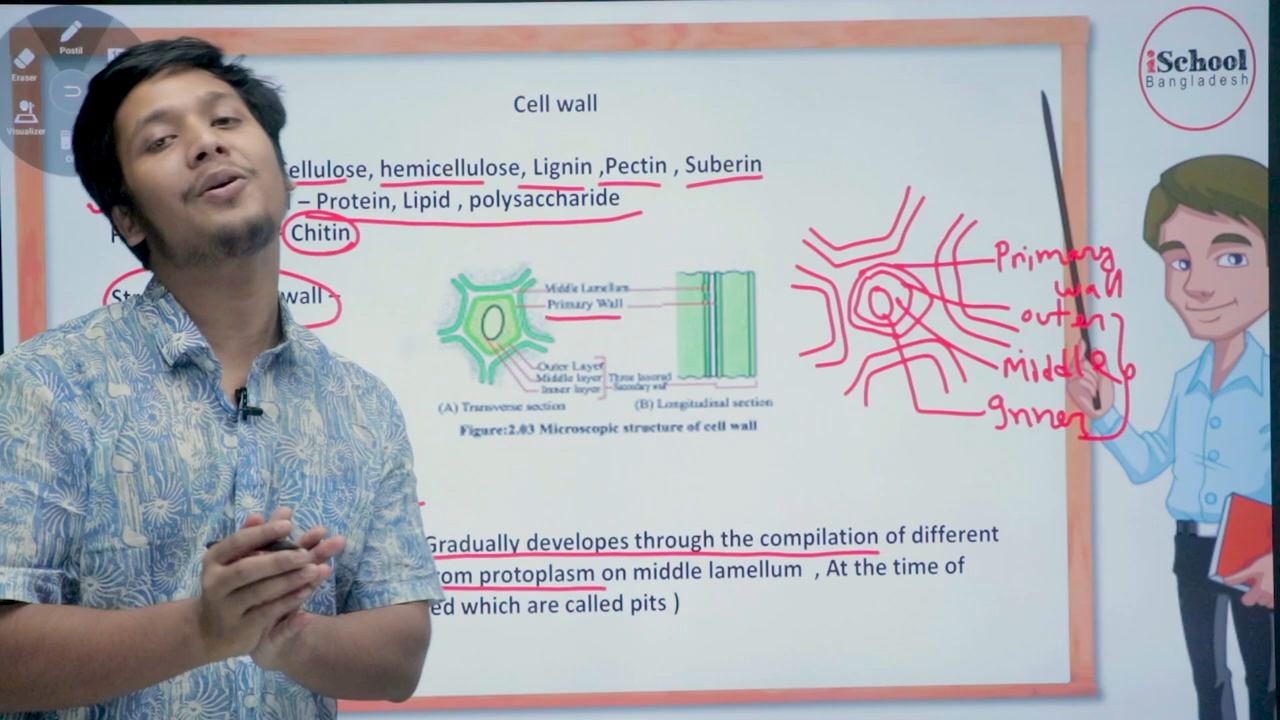 Postil
Eraser
Visualizer
iSchool
Bangladesh
Cell wall
ellulose, hemicellulose, Lignin ,Pectin , Suberin
– Protein, Lipid , polysaccharide
Chitin
St wall –
Middle Lamellum
Primary Wall
Outer Layer
Middle layer
Inner layer
Three layered
Secondary wall
(A) Transverse section
(B) Longitudinal section
Figure:2.03 Microscopic structure of cell wall
Primary
wall
outer
Middle
Inner
Gradually developes through the compilation of different
rom protoplasm on middle lamellum , At the time of
ed which are called pits )